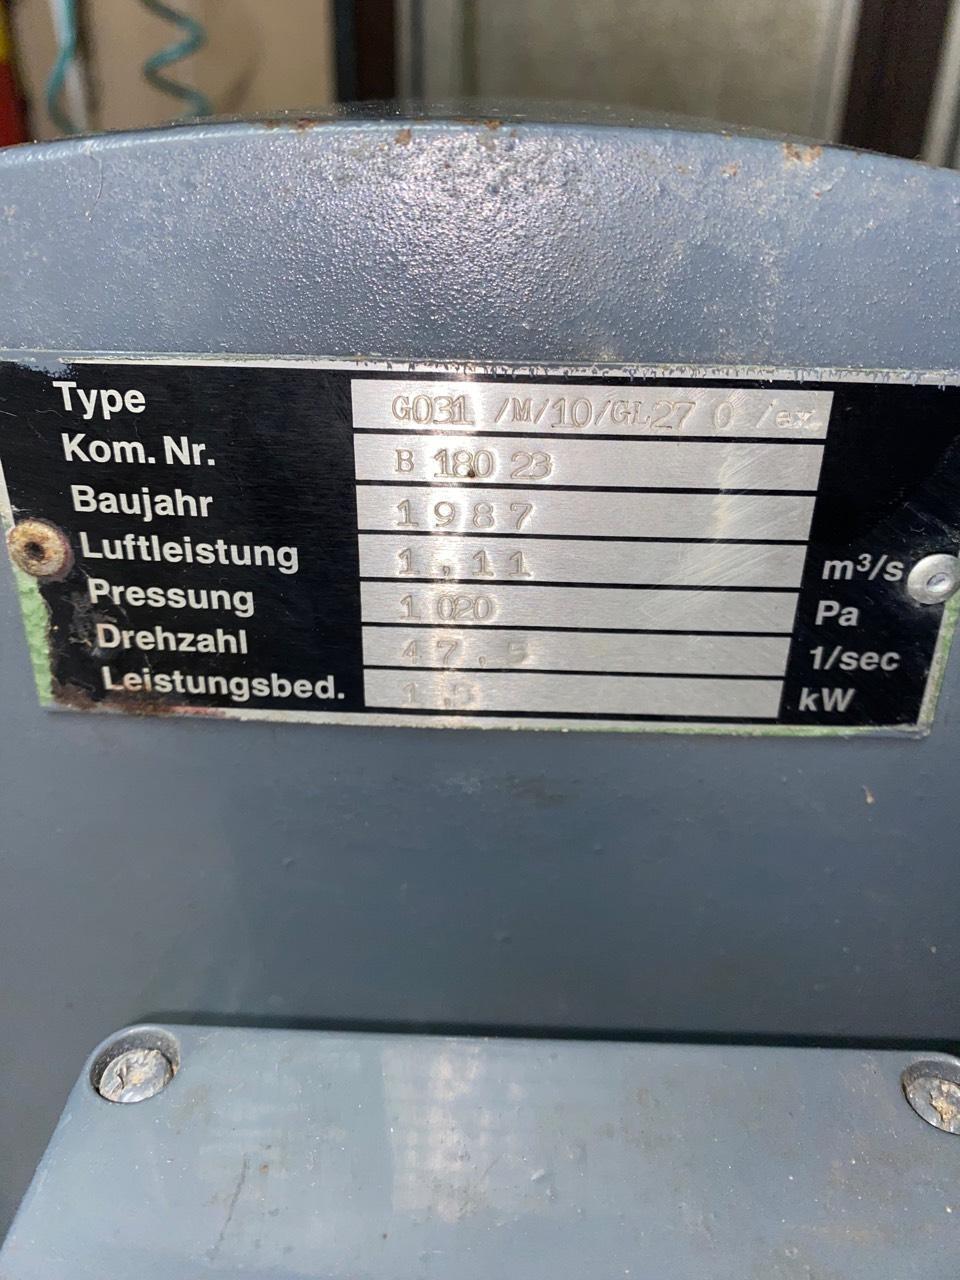 Type G031 /M/10/GL27 0 /ex
Kom. Nr. B 180 23
Baujahr 1987
Luftleistung 1,11 m³/s
Pressung 1020 Pa
Drehzahl 47,5 1/sec
Leistungsbed. kW